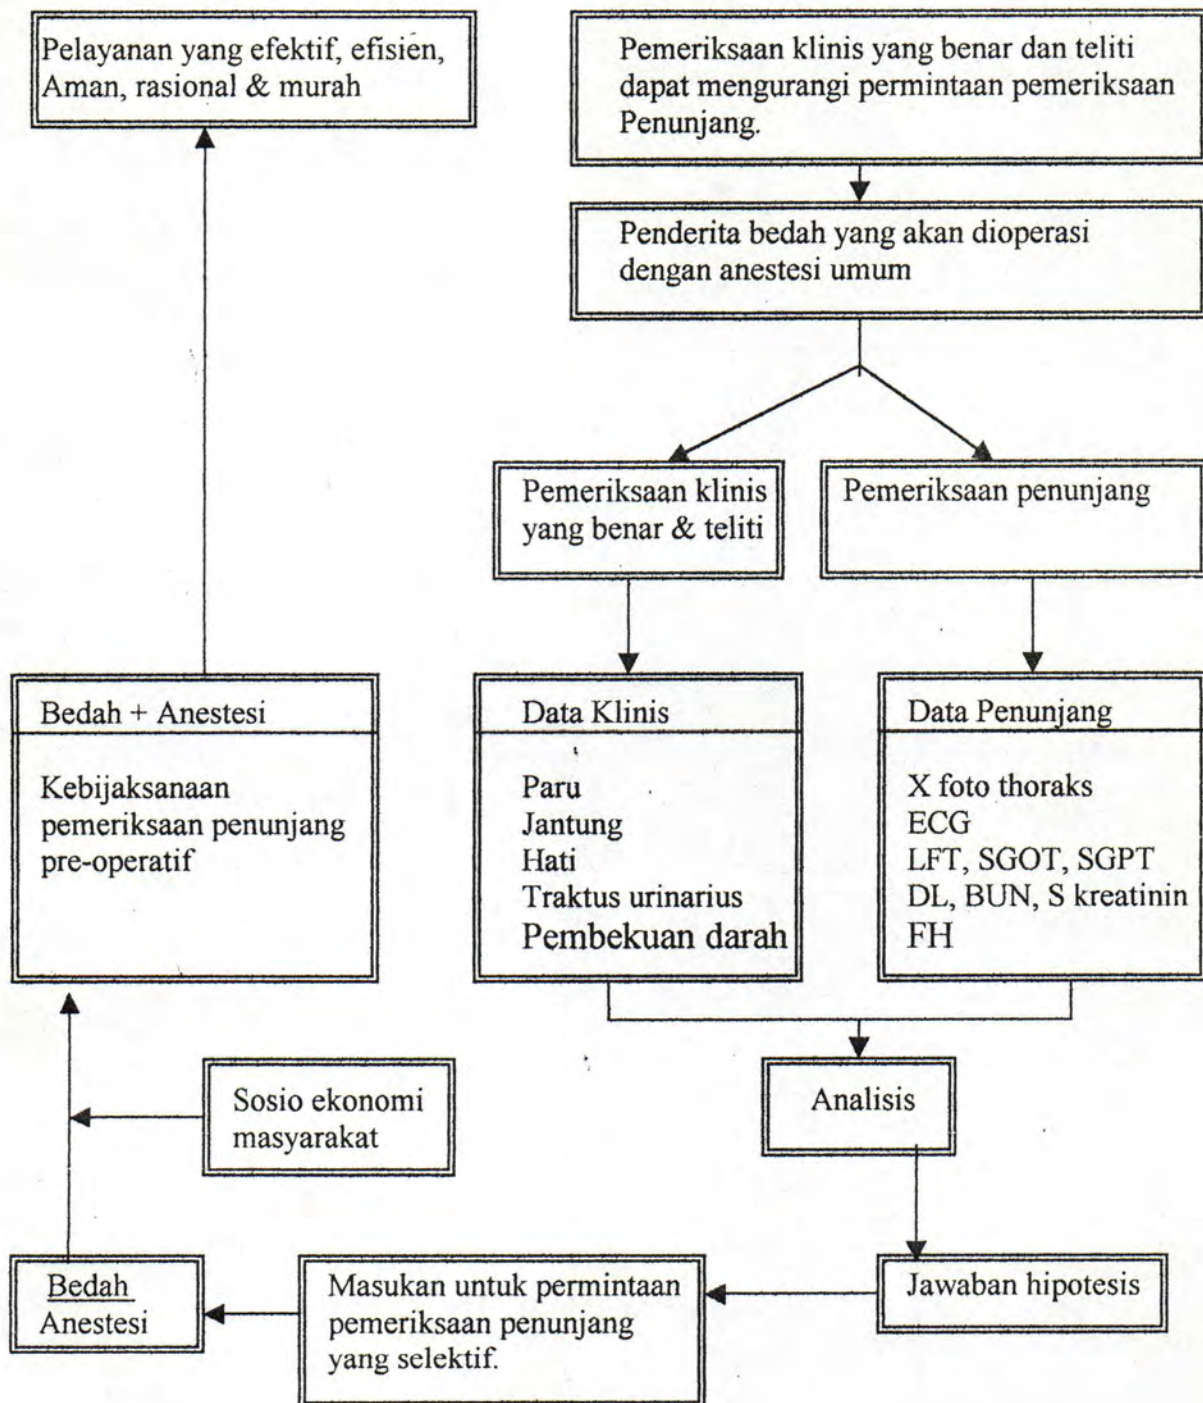 Pelayanan yang efektif, efisien,
Aman, rasional & murah
Pemeriksaan klinis yang benar dan teliti
dapat mengurangi permintaan pemeriksaan
Penunjang.
Penderita bedah yang akan dioperasi
dengan anestesi umum
Pemeriksaan klinis
yang benar & teliti
Pemeriksaan penunjang
Bedah + Anestesi
Kebijaksanaan
pemeriksaan penunjang
pre-operatif
Data Klinis
Paru
Jantung
Hati
Traktus urinarius
Pembekuan darah
Data Penunjang
X foto thoraks
ECG
LFT, SGOT, SGPT
DL, BUN, S kreatinin
FH
Sosio ekonomi
masyarakat
Analisis
Bedah
Anestesi
Masukan untuk permintaan
pemeriksaan penunjang
yang selektif.
Jawaban hipotesis